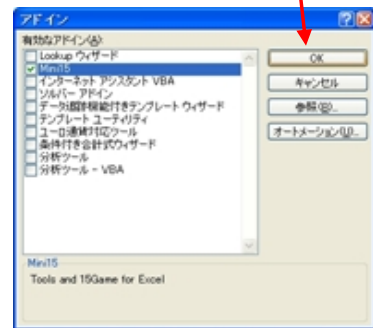 アドイン
有効なアドイン(A):
Lookup ウィザード
Mini15
インターネット アシスタント VBA
ソルバー アドイン
データ追跡機能付きテンプレート ウィザード
テンプレート ユーティリティ
ユーロ通貨対応ツール
条件付き合計式ウィザード
分析ツール
分析ツール - VBA
OK
キャンセル
参照(B)...
オートメーション(U)...
Mini15
Tools and 15Game for Excel